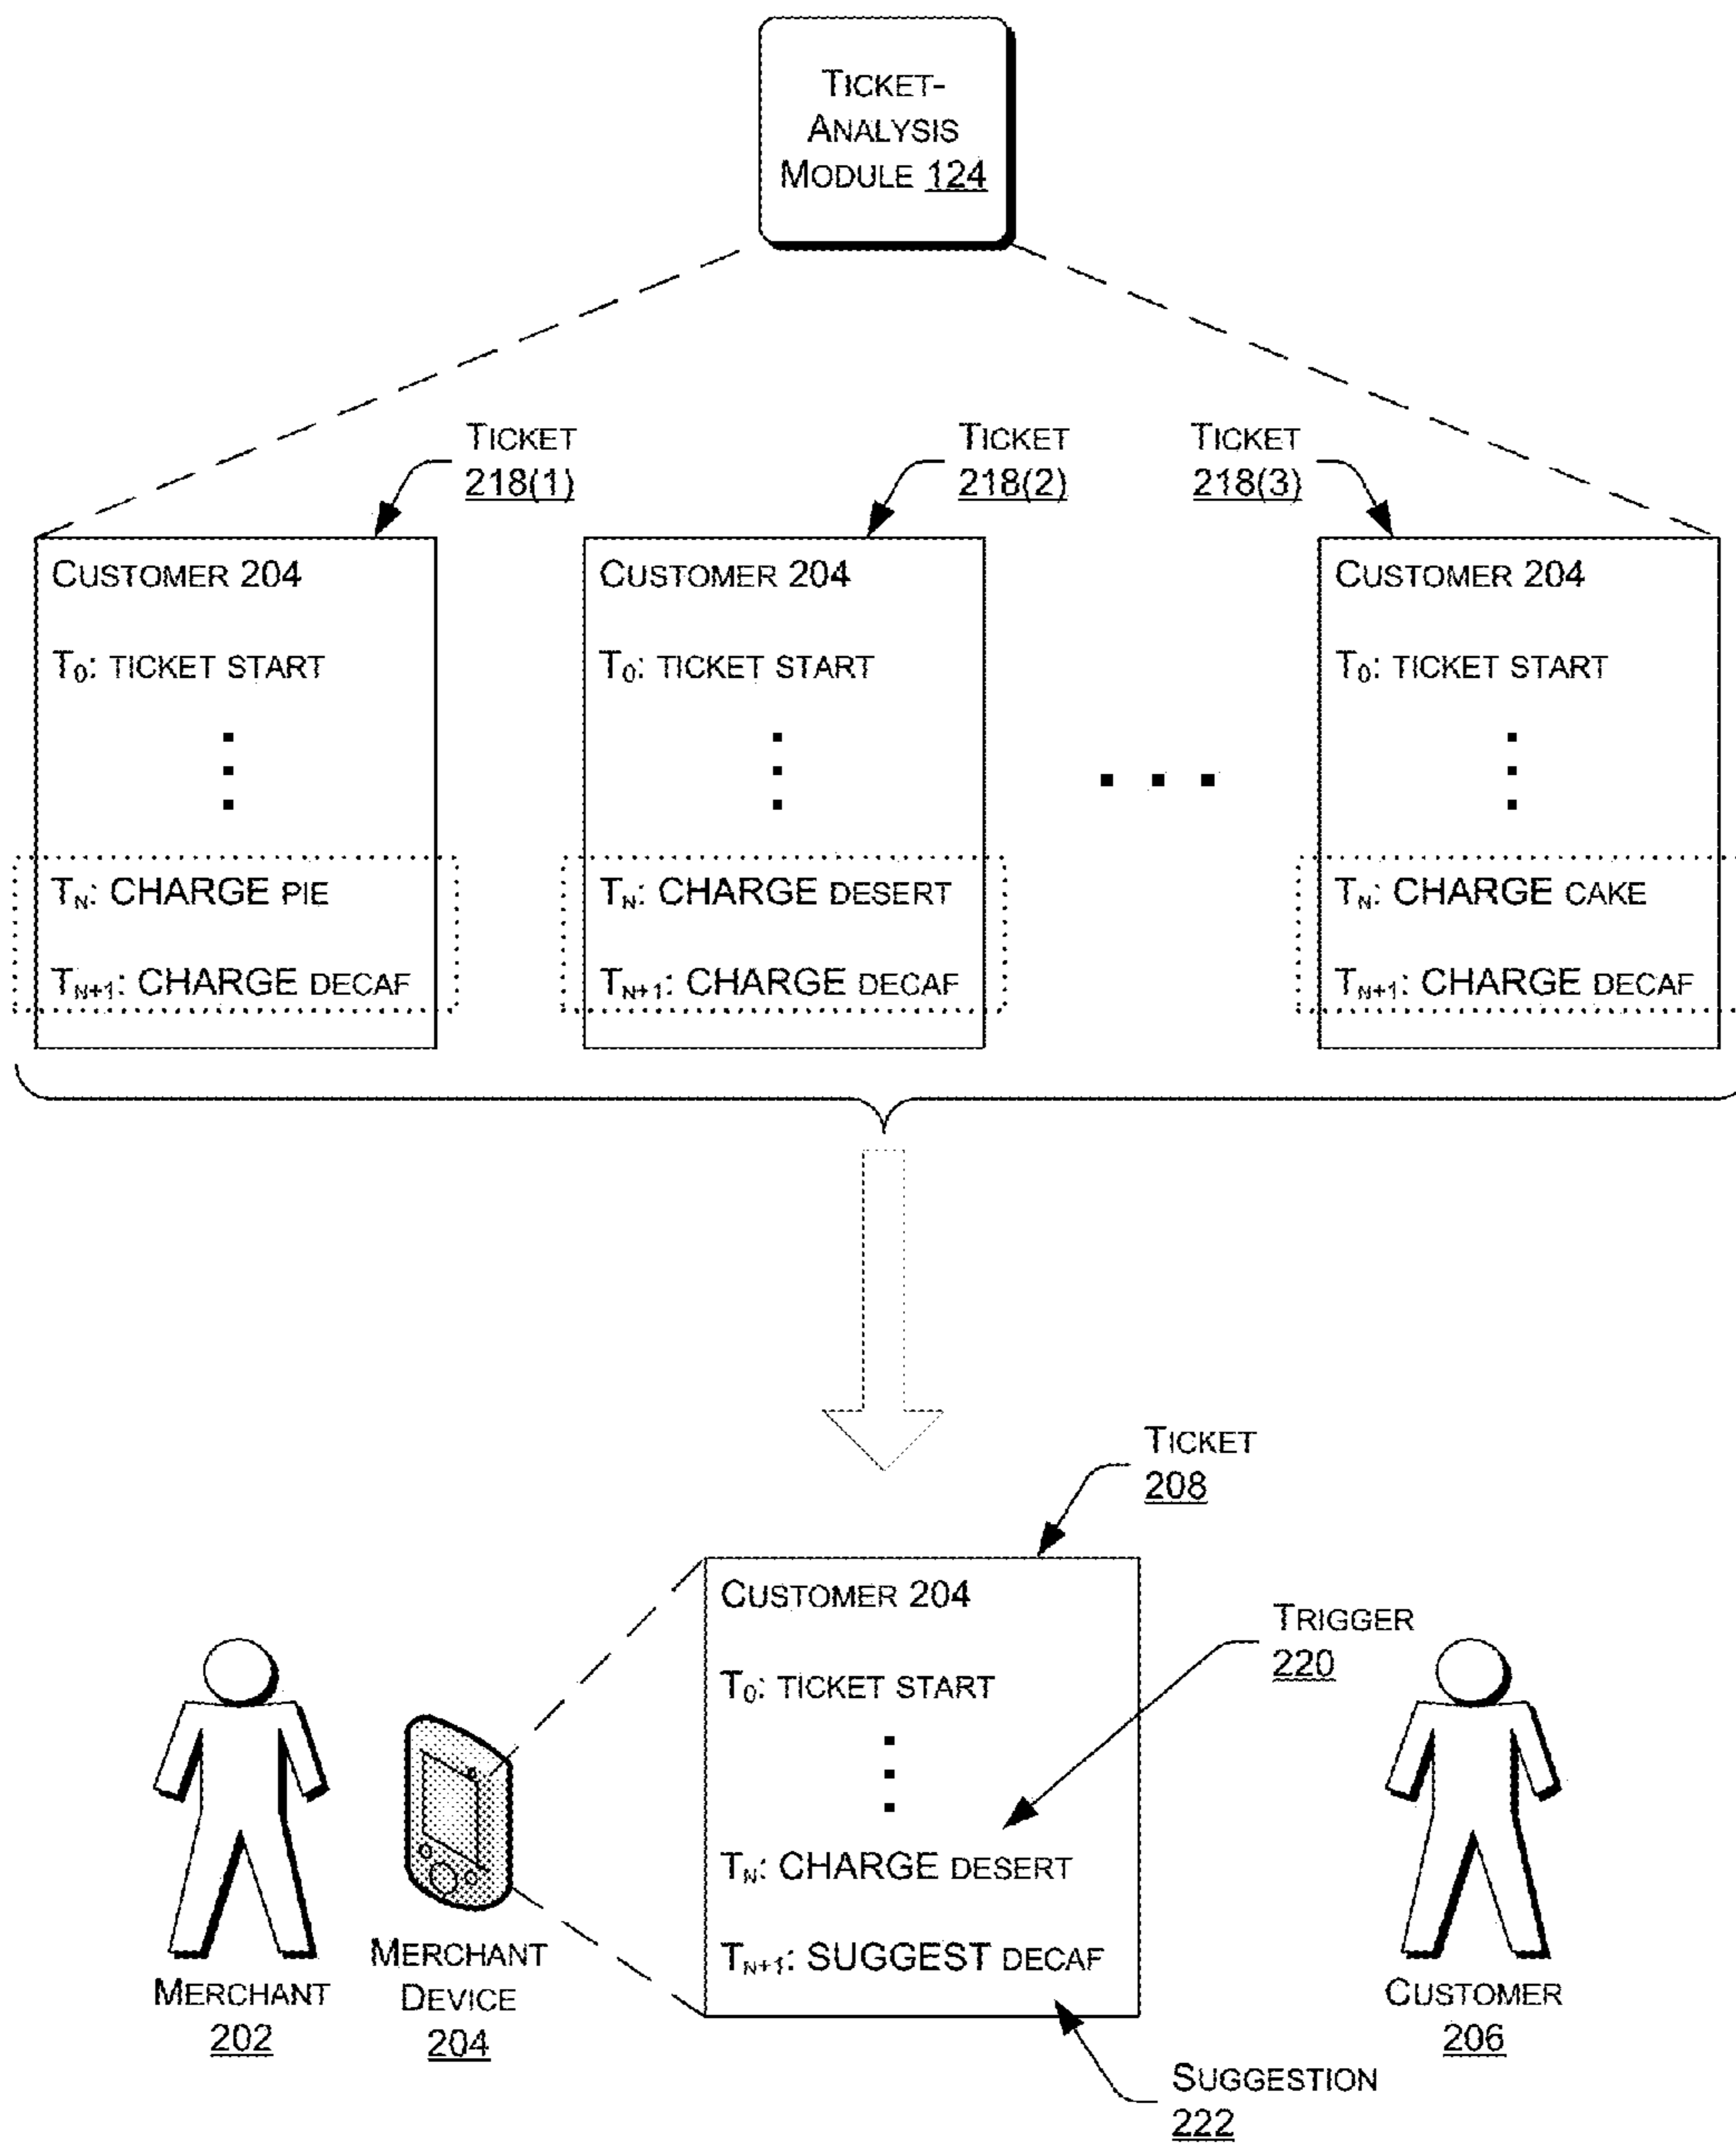 TICKET-
ANALYSIS
MODULE 124
TICKET
218(1)
TICKET
218(2)
TICKET
218(3)
CUSTOMER 204
T0: TICKET START
TN: CHARGE PIE
TN+1: CHARGE DECAF
CUSTOMER 204
T0: TICKET START
TN: CHARGE DESERT
TN+1: CHARGE DECAF
CUSTOMER 204
T0: TICKET START
TN: CHARGE CAKE
TN+1: CHARGE DECAF
TICKET
208
CUSTOMER 204
T0: TICKET START
TN: CHARGE DESERT
TN+1: SUGGEST DECAF
TRIGGER
220
MERCHANT
202
MERCHANT
DEVICE
204
CUSTOMER
206
SUGGESTION
222